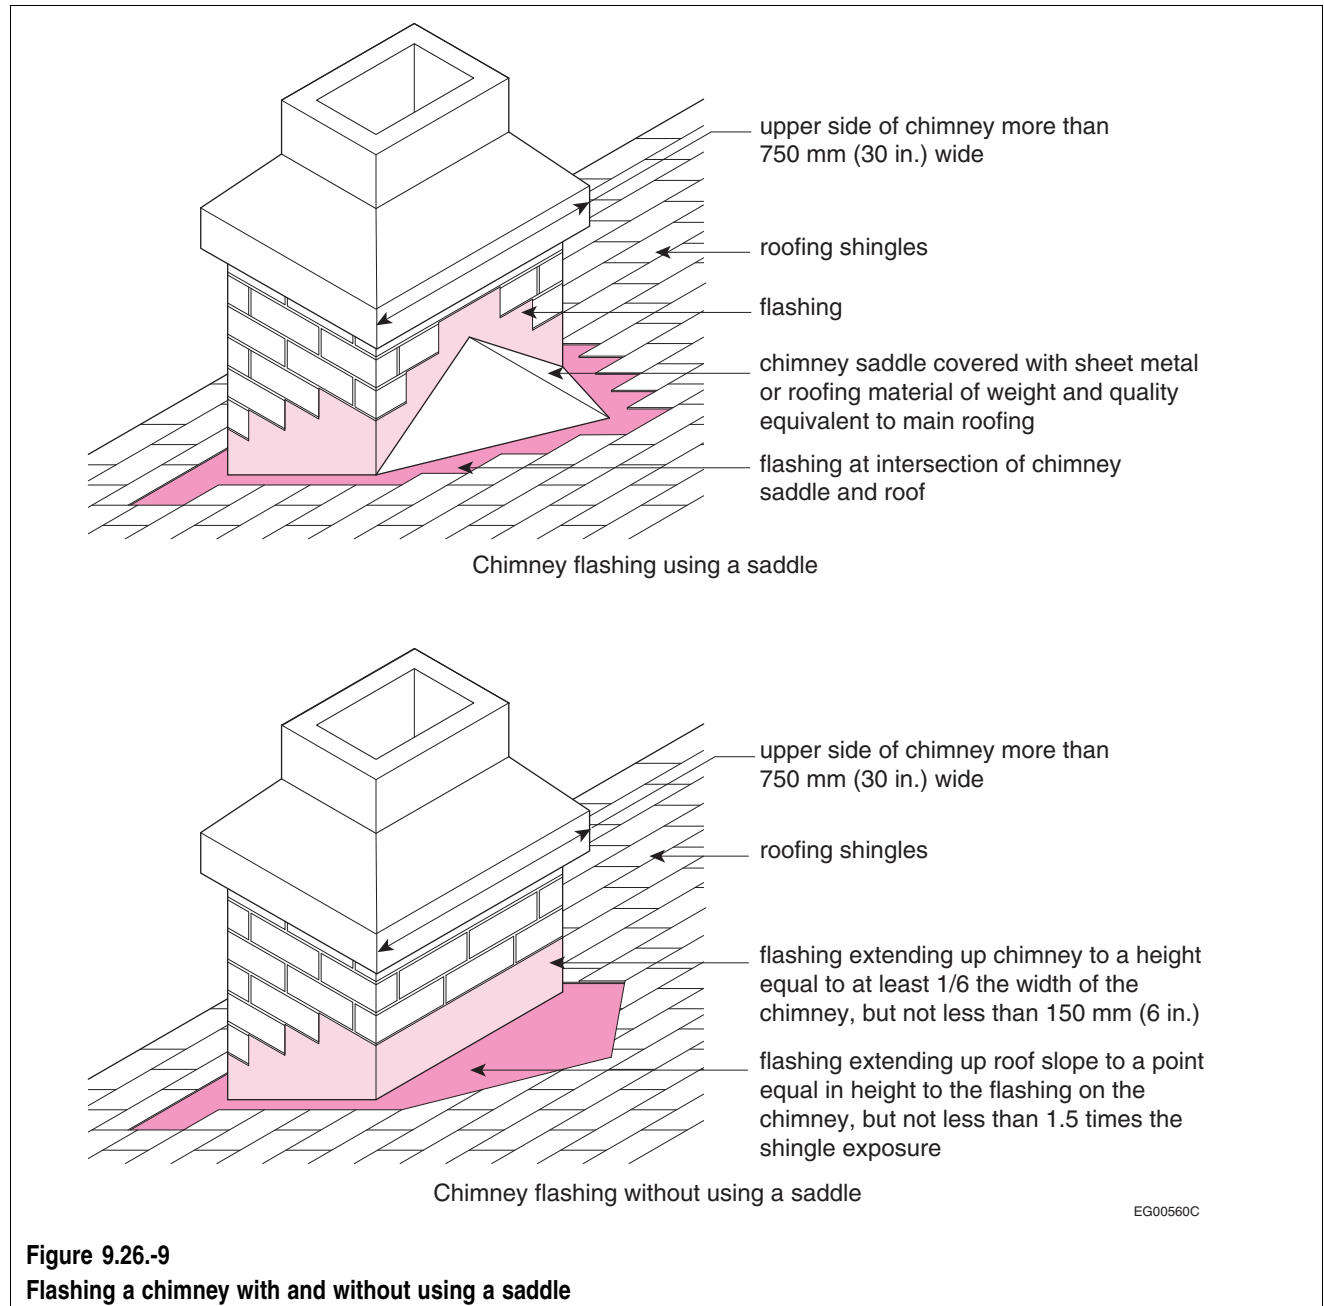 upper side of chimney more than
750 mm (30 in.) wide
roofing shingles
flashing
chimney saddle covered with sheet metal
or roofing material of weight and quality
equivalent to main roofing
flashing at intersection of chimney
saddle and roof
Chimney flashing using a saddle
upper side of chimney more than
750 mm (30 in.) wide
roofing shingles
flashing extending up chimney to a height
equal to at least 1/6 the width of the
chimney, but not less than 150 mm (6 in.)
flashing extending up roof slope to a point
equal in height to the flashing on the
chimney, but not less than 1.5 times the
shingle exposure
Chimney flashing without using a saddle
EG00560C
Figure 9.26.-9
Flashing a chimney with and without using a saddle